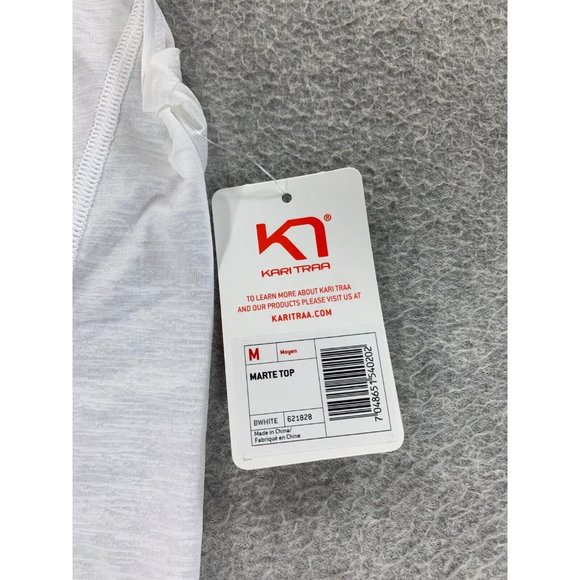 ®
KARI TRAA
TO LEARN MORE ABOUT KARI TRAA
AND OUR PRODUCTS PLEASE VISIT US AT
KARITRAA.COM
M Moyen
MARTE TOP
BWHITE 621828
Made in China/
Fabriqué en Chine
7048651540202